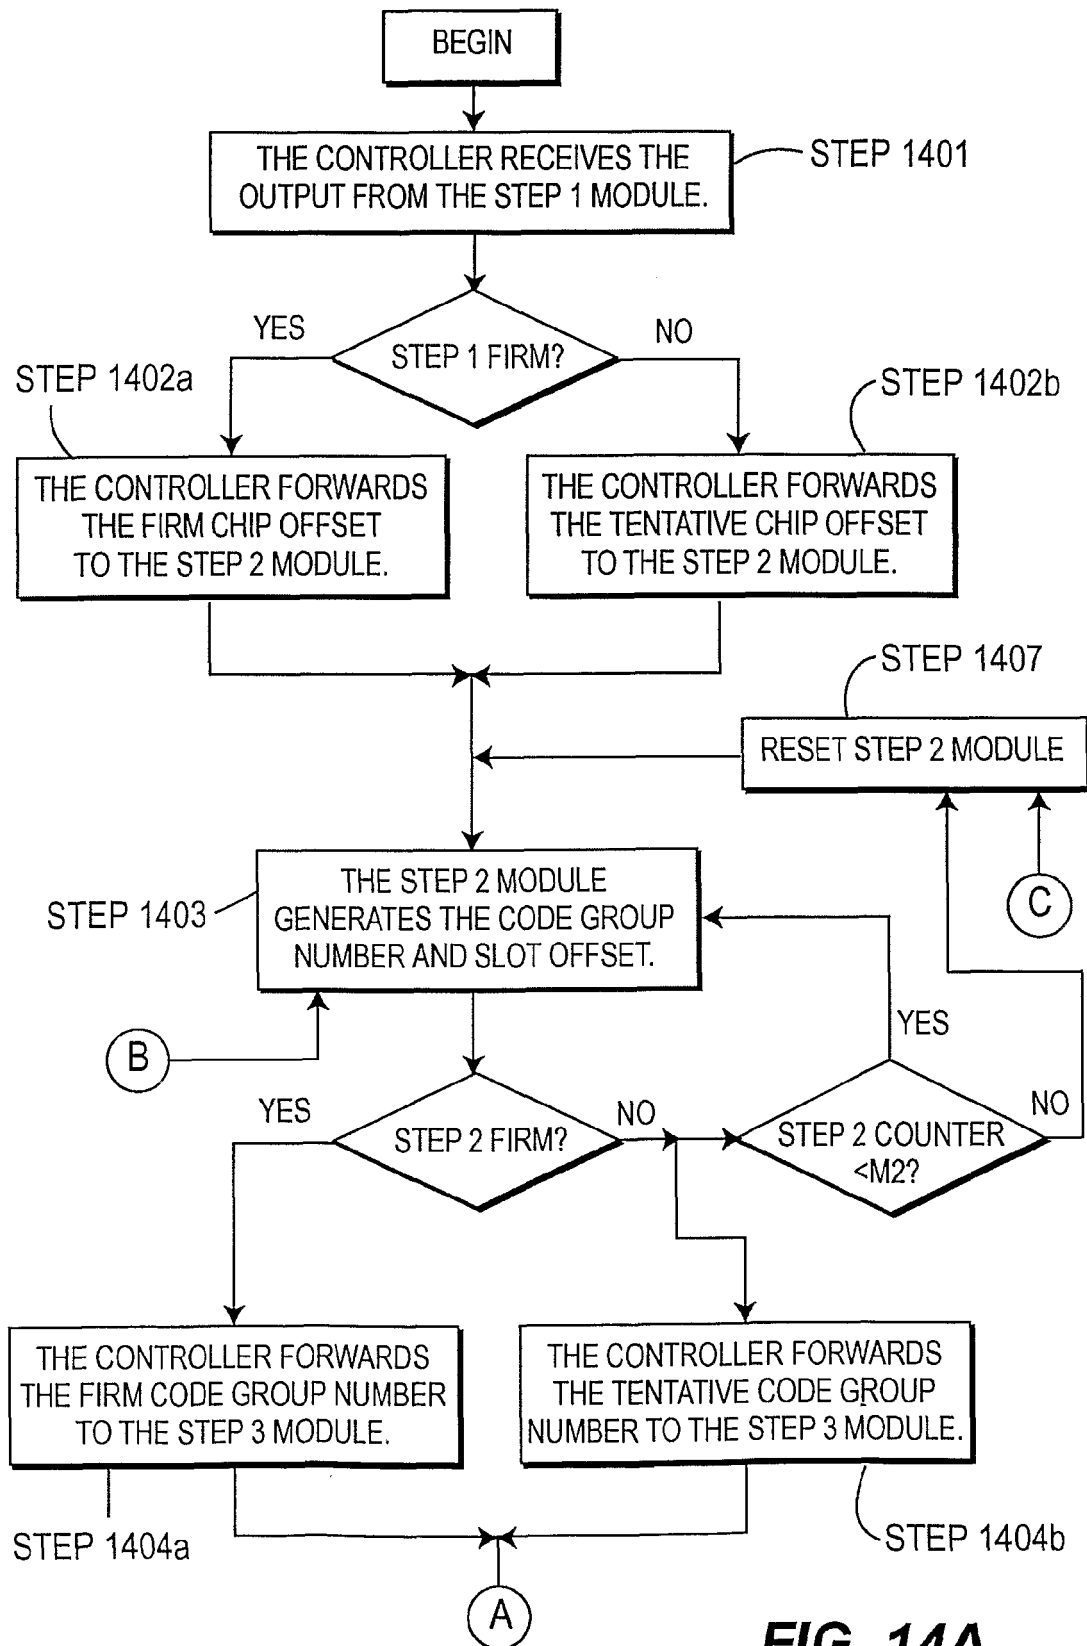 BEGIN
THE CONTROLLER RECEIVES THE
OUTPUT FROM THE STEP 1 MODULE.
STEP 1401
YES
STEP 1 FIRM?
NO
STEP 1402a
STEP 1402b
THE CONTROLLER FORWARDS
THE FIRM CHIP OFFSET
TO THE STEP 2 MODULE.
THE CONTROLLER FORWARDS
THE TENTATIVE CHIP OFFSET
TO THE STEP 2 MODULE.
STEP 1407
RESET STEP 2 MODULE
C
STEP 1403
THE STEP 2 MODULE
GENERATES THE CODE GROUP
NUMBER AND SLOT OFFSET.
B
YES
YES
STEP 2 FIRM?
NO
STEP 2 COUNTER
<M2?
NO
THE CONTROLLER FORWARDS
THE FIRM CODE GROUP NUMBER
TO THE STEP 3 MODULE.
THE CONTROLLER FORWARDS
THE TENTATIVE CODE GROUP
NUMBER TO THE STEP 3 MODULE.
STEP 1404a
STEP 1404b
A
FIG. 14A